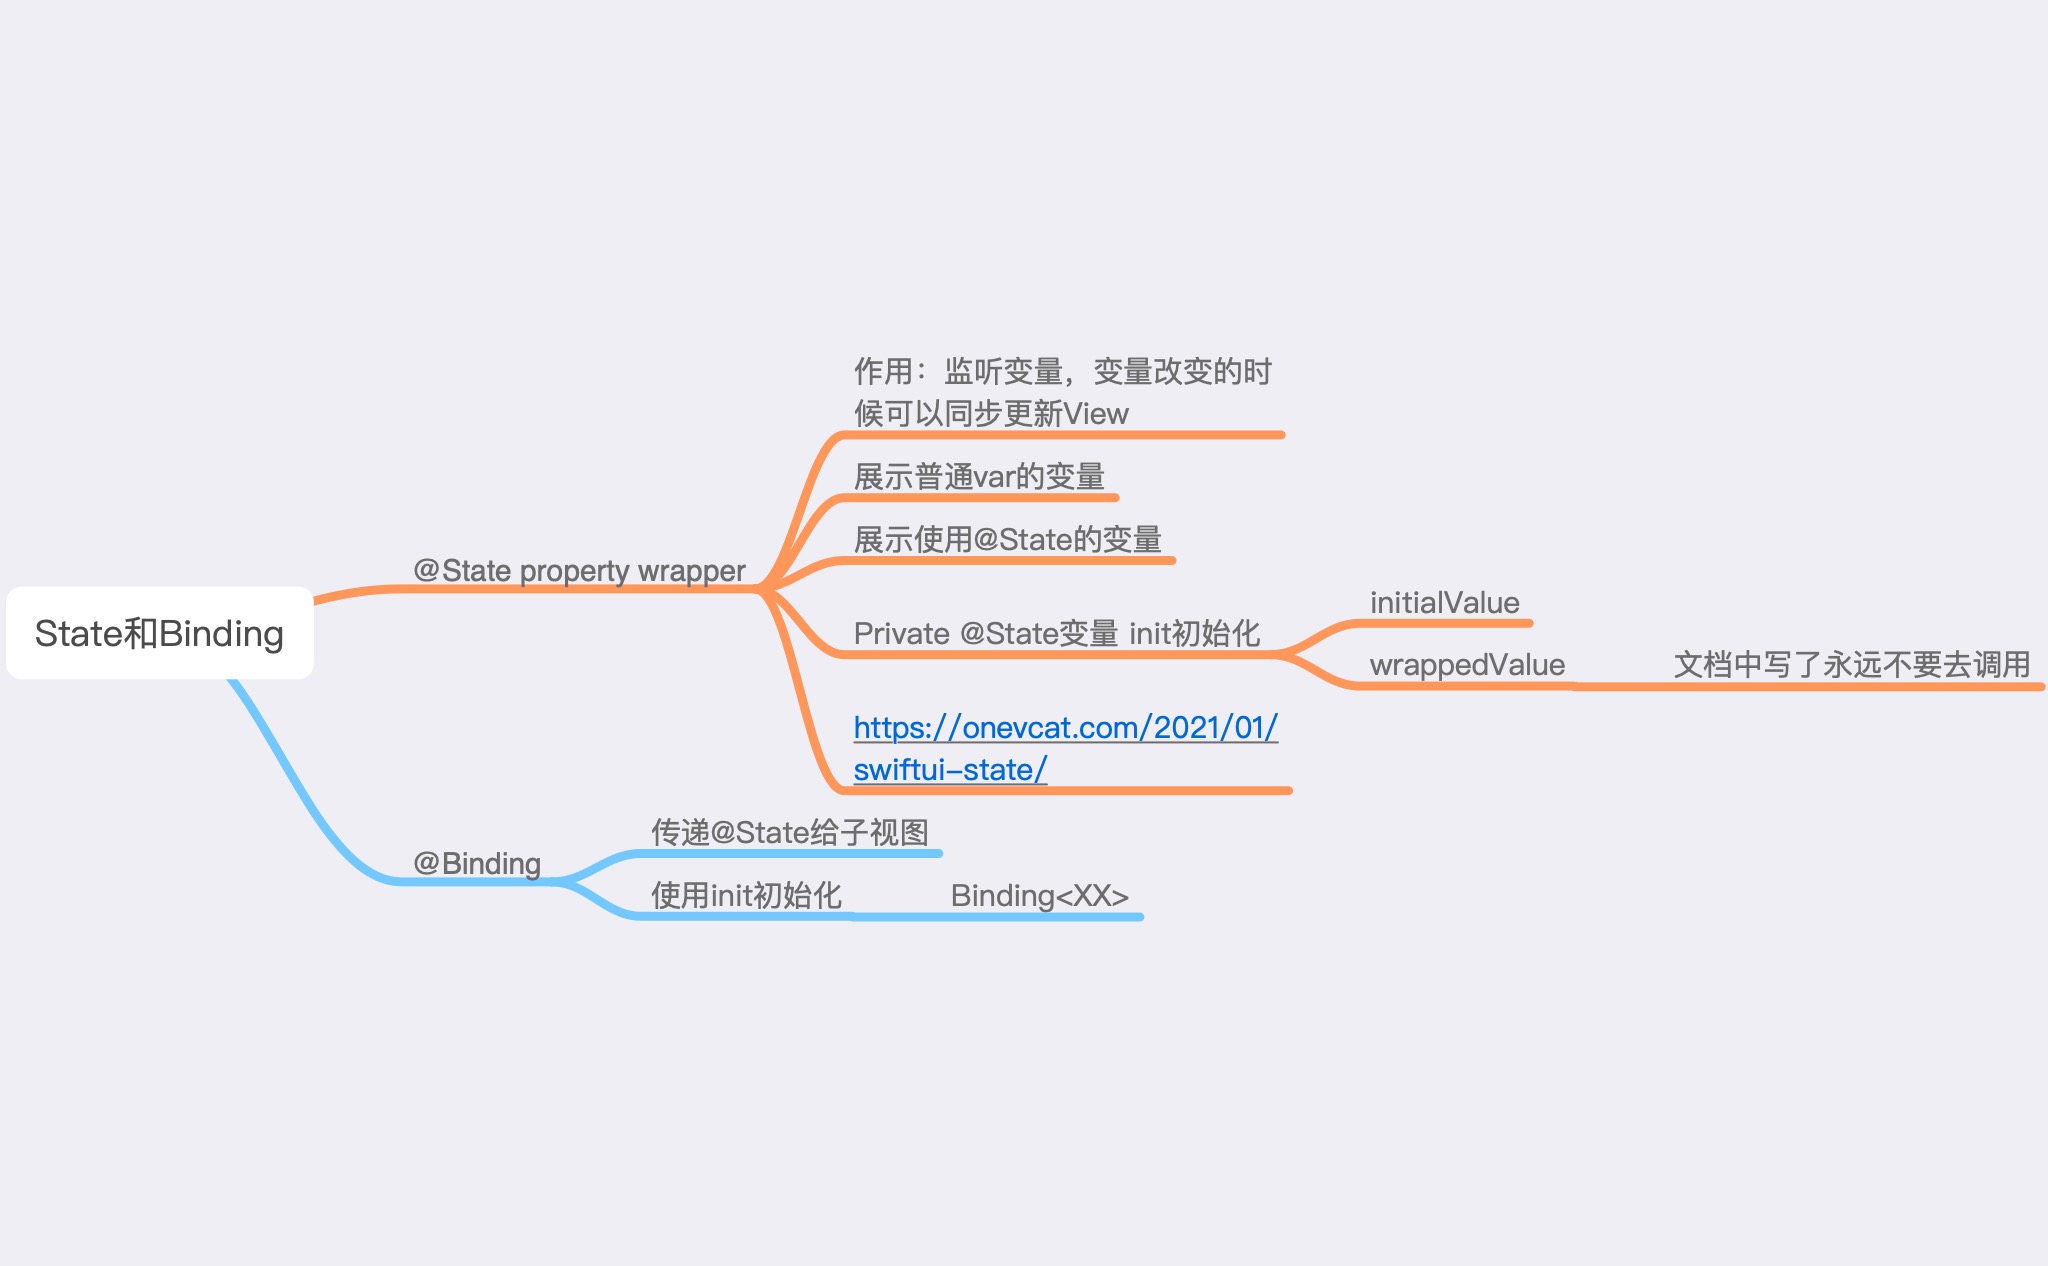 State和Binding
@State property wrapper
作用：监听变量，变量改变的时
候可以同步更新View
展示普通var的变量
展示使用@State的变量
Private @State变量 init初始化
initialValue
wrappedValue
文档中写了永远不要去调用
https://onevcat.com/2021/01/
swiftui-state/
@Binding
传递@State给子视图
使用init初始化
Binding<XX>